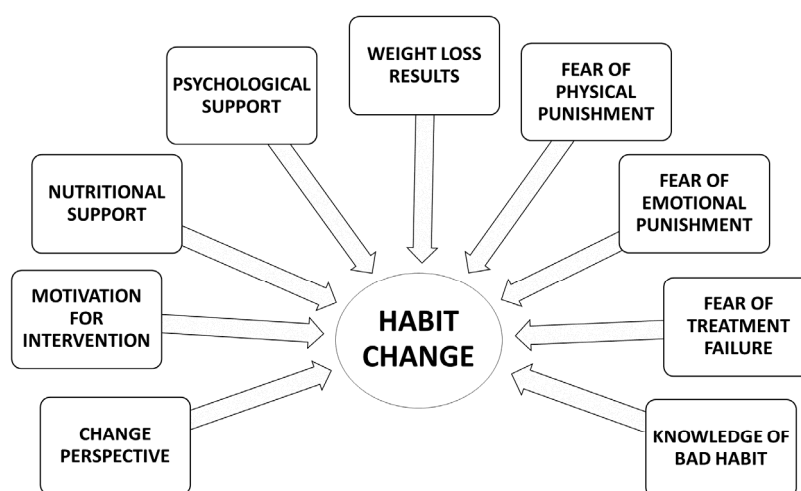 WEIGHT LOSS
RESULTS
PSYCHOLOGICAL
SUPPORT
FEAR OF
PHYSICAL
PUNISHMENT
NUTRITIONAL
SUPPORT
FEAR OF
EMOTIONAL
PUNISHMENT
MOTIVATION
FOR
INTERVENTION
HABIT
CHANGE
FEAR OF
TREATMENT
FAILURE
CHANGE
PERSPECTIVE
KNOWLEDGE OF
BAD HABIT